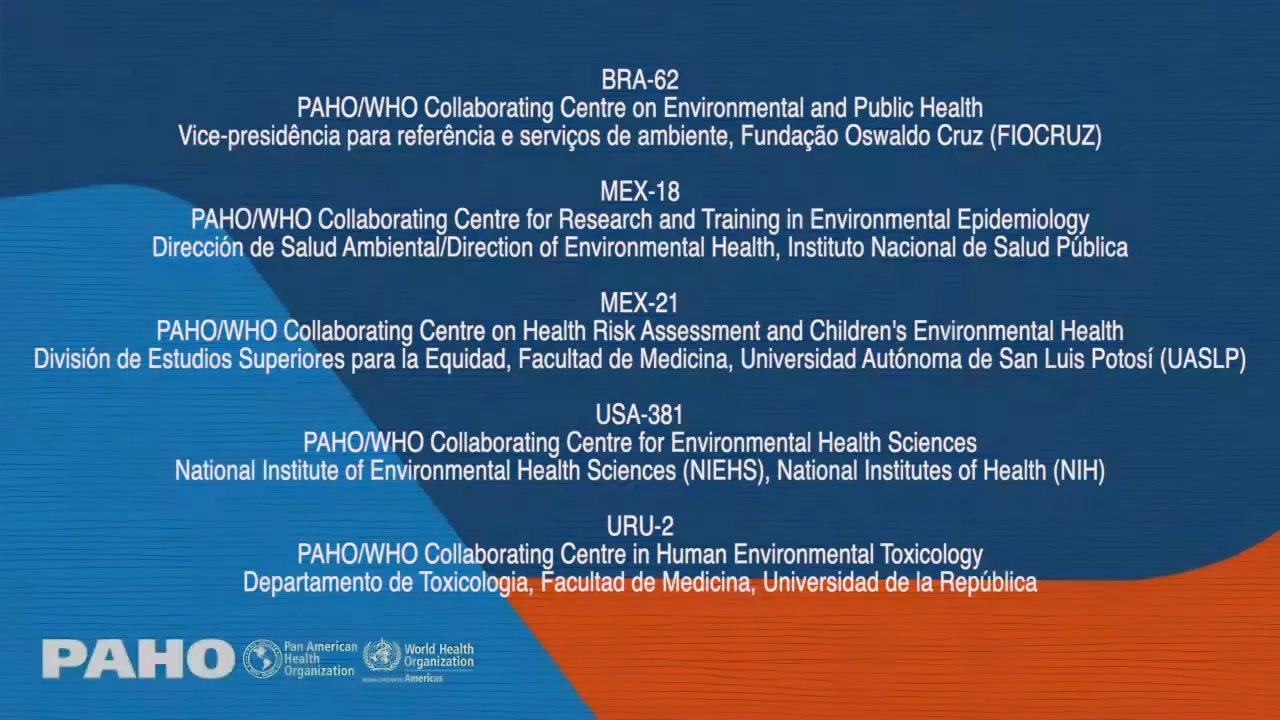 BRA-62
PAHO/WHO Collaborating Centre on Environmental and Public Health
Vice-presidência para referência e serviços de ambiente, Fundação Oswaldo Cruz (FIOCRUZ)
MEX-18
PAHO/WHO Collaborating Centre for Research and Training in Environmental Epidemiology
Dirección de Salud Ambiental/Direction of Environmental Health, Instituto Nacional de Salud Pública
MEX-21
PAHO/WHO Collaborating Centre on Health Risk Assessment and Children's Environmental Health
División de Estudios Superiores para la Equidad, Facultad de Medicina, Universidad Autónoma de San Luis Potosí (UASLP)
USA-381
PAHO/WHO Collaborating Centre for Environmental Health Sciences
National Institute of Environmental Health Sciences (NIEHS), National Institutes of Health (NIH)
URU-2
PAHO/WHO Collaborating Centre in Human Environmental Toxicology
Departamento de Toxicologia, Facultad de Medicina, Universidad de la República
PAHO
Pan American
Health
Organization
World Health
Organization
Americas